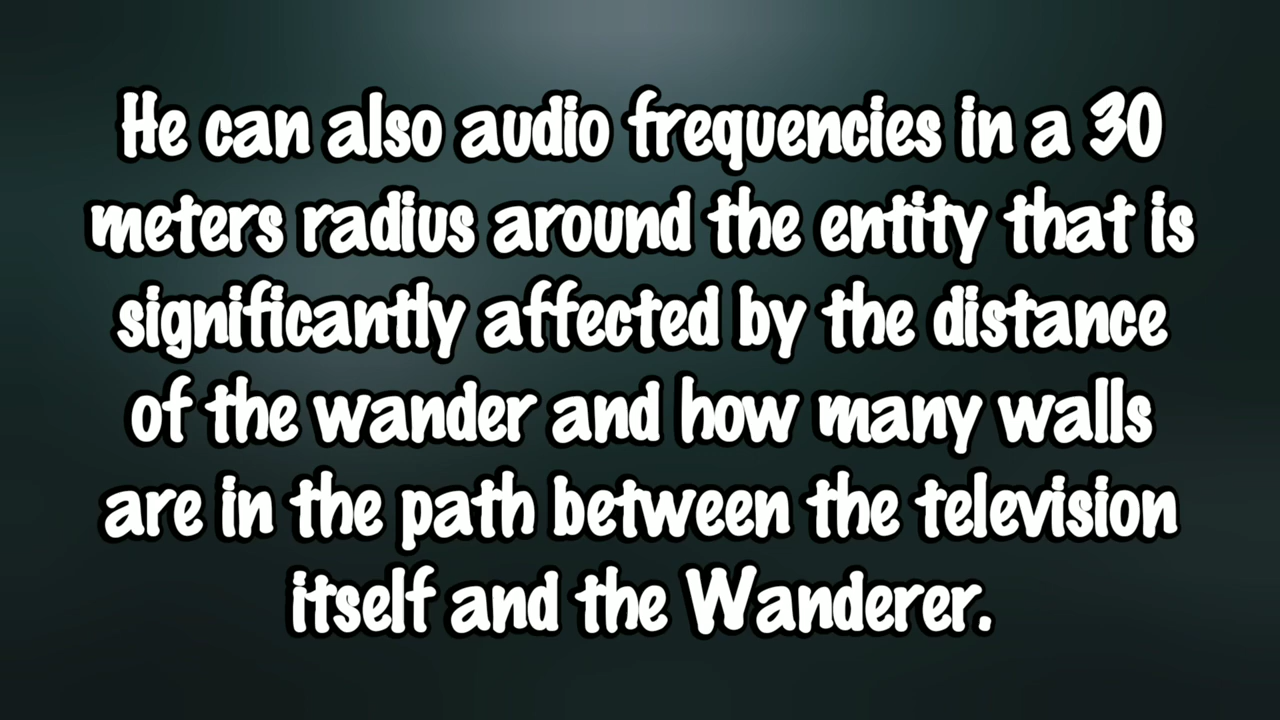 He can also audio frequencies in a 30
meters radius around the entity that is
significantly affected by the distance
of the wander and how many walls
are in the path between the television
itself and the Wanderer.